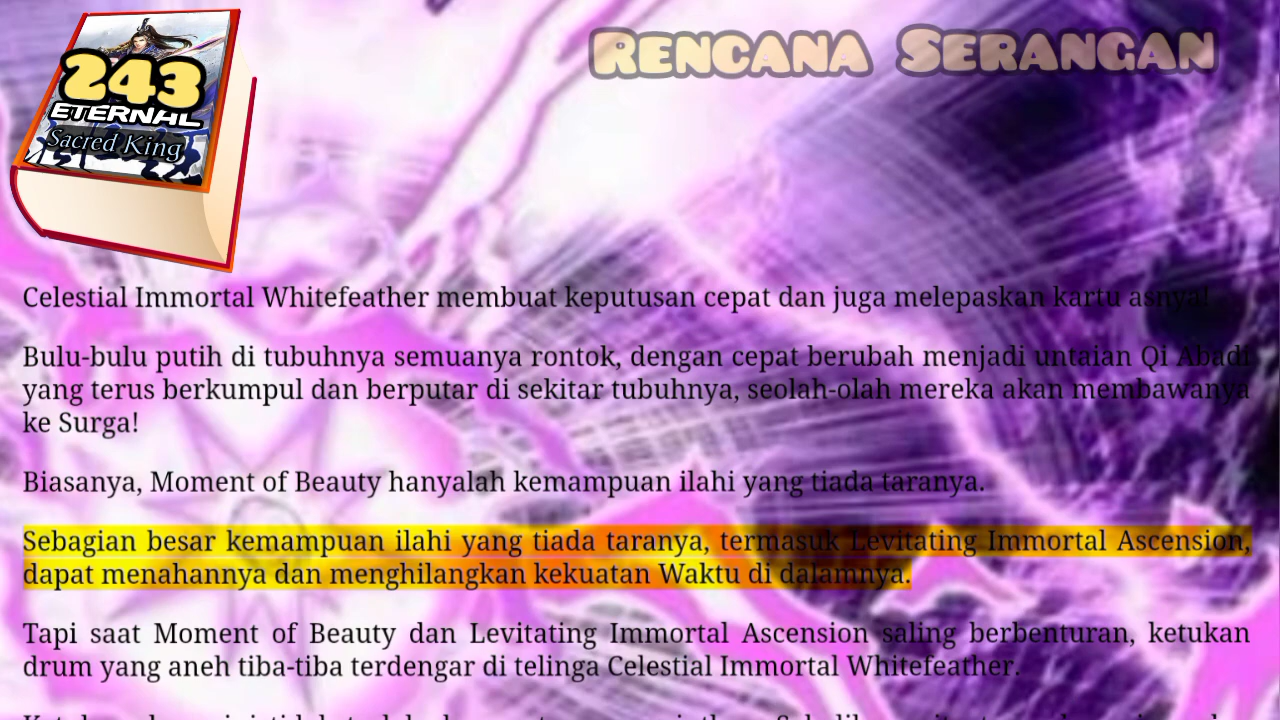 243
ETERNAL
Sacred King
RENCANA SERANGAN
Celestial Immortal Whitefeather membuat keputusan cepat dan juga melepaskan kartu asnya!
Bulu-bulu putih di tubuhnya semuanya rontok, dengan cepat berubah menjadi untaian Qi Abadi
yang terus berkumpul dan berputar di sekitar tubuhnya, seolah-olah mereka akan membawanya
ke Surga!
Biasanya, Moment of Beauty hanyalah kemampuan ilahi yang tiada taranya.
Sebagian besar kemampuan ilahi yang tiada taranya, termasuk Levitating Immortal Ascension,
dapat menahannya dan menghilangkan kekuatan Waktu di dalamnya.
Tapi saat Moment of Beauty dan Levitating Immortal Ascension saling berbenturan, ketukan
drum yang aneh tiba-tiba terdengar di telinga Celestial Immortal Whitefeather.